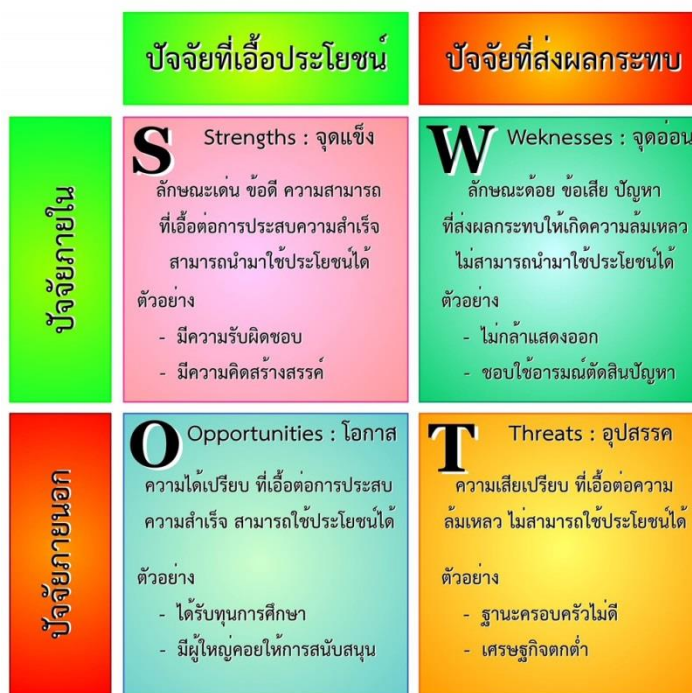 ปัจจัยที่เอื้อประโยชน์
ปัจจัยที่ส่งผลกระทบ
ปัจจัยภายใน
S Strengths : จุดแข็ง
ลักษณะเด่น ข้อดี ความสามารถ
ที่เอื้อต่อการประสบความสำเร็จ
สามารถนำมาใช้ประโยชน์ได้
ตัวอย่าง
- มีความรับผิดชอบ
- มีความคิดสร้างสรรค์
W Weknesses : จุดอ่อน
ลักษณะด้อย ข้อเสีย ปัญหา
ที่ส่งผลกระทบให้เกิดความล้มเหลว
ไม่สามารถนำมาใช้ประโยชน์ได้
ตัวอย่าง
- ไม่กล้าแสดงออก
- ชอบใช้อารมณ์ตัดสินปัญหา
ปัจจัยภายนอก
O Opportunities : โอกาส
ความได้เปรียบ ที่เอื้อต่อการประสบ
ความสำเร็จ สามารถใช้ประโยชน์ได้
ตัวอย่าง
- ได้รับทุนการศึกษา
- มีผู้ใหญ่คอยให้การสนับสนุน
T Threats : อุปสรรค
ความเสียเปรียบ ที่เอื้อต่อความ
ล้มเหลว ไม่สามารถใช้ประโยชน์ได้
ตัวอย่าง
- ฐานะครอบครัวไม่ดี
- เศรษฐกิจตกต่ำ